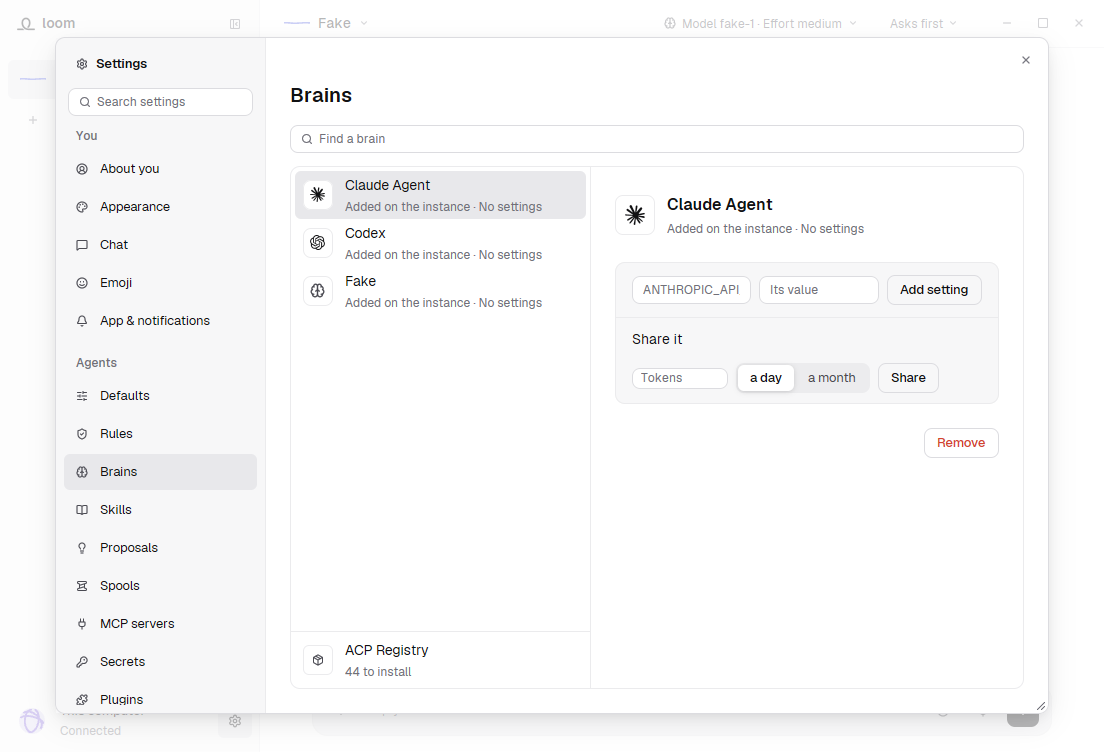 loom
Fake
Model fake-1 · Effort medium
Asks first
Settings
Search settings
You
About you
Appearance
Chat
Emoji
App & notifications
Agents
Defaults
Rules
Brains
Skills
Proposals
Spools
MCP servers
Secrets
Plugins
Connected
Brains
Find a brain
Claude Agent
Added on the instance · No settings
Codex
Added on the instance · No settings
Fake
Added on the instance · No settings
ACP Registry
44 to install
Claude Agent
Added on the instance · No settings
ANTHROPIC_API
Its value
Add setting
Share it
Tokens
a day
a month
Share
Remove